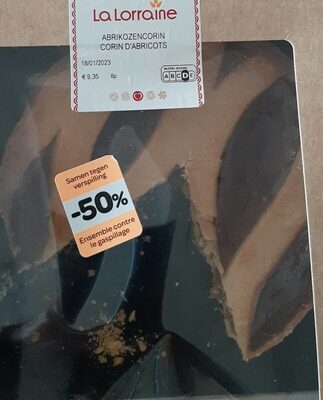 La Lorraine
ABRIKOZENCORIN
CORIN D'ABRICOTS
18/01/2023
€ 9,35 6p
NUTRI-SCORE
ABCDE
Samen tegen
verspilling
-50%
Ensemble contre
le gaspillage